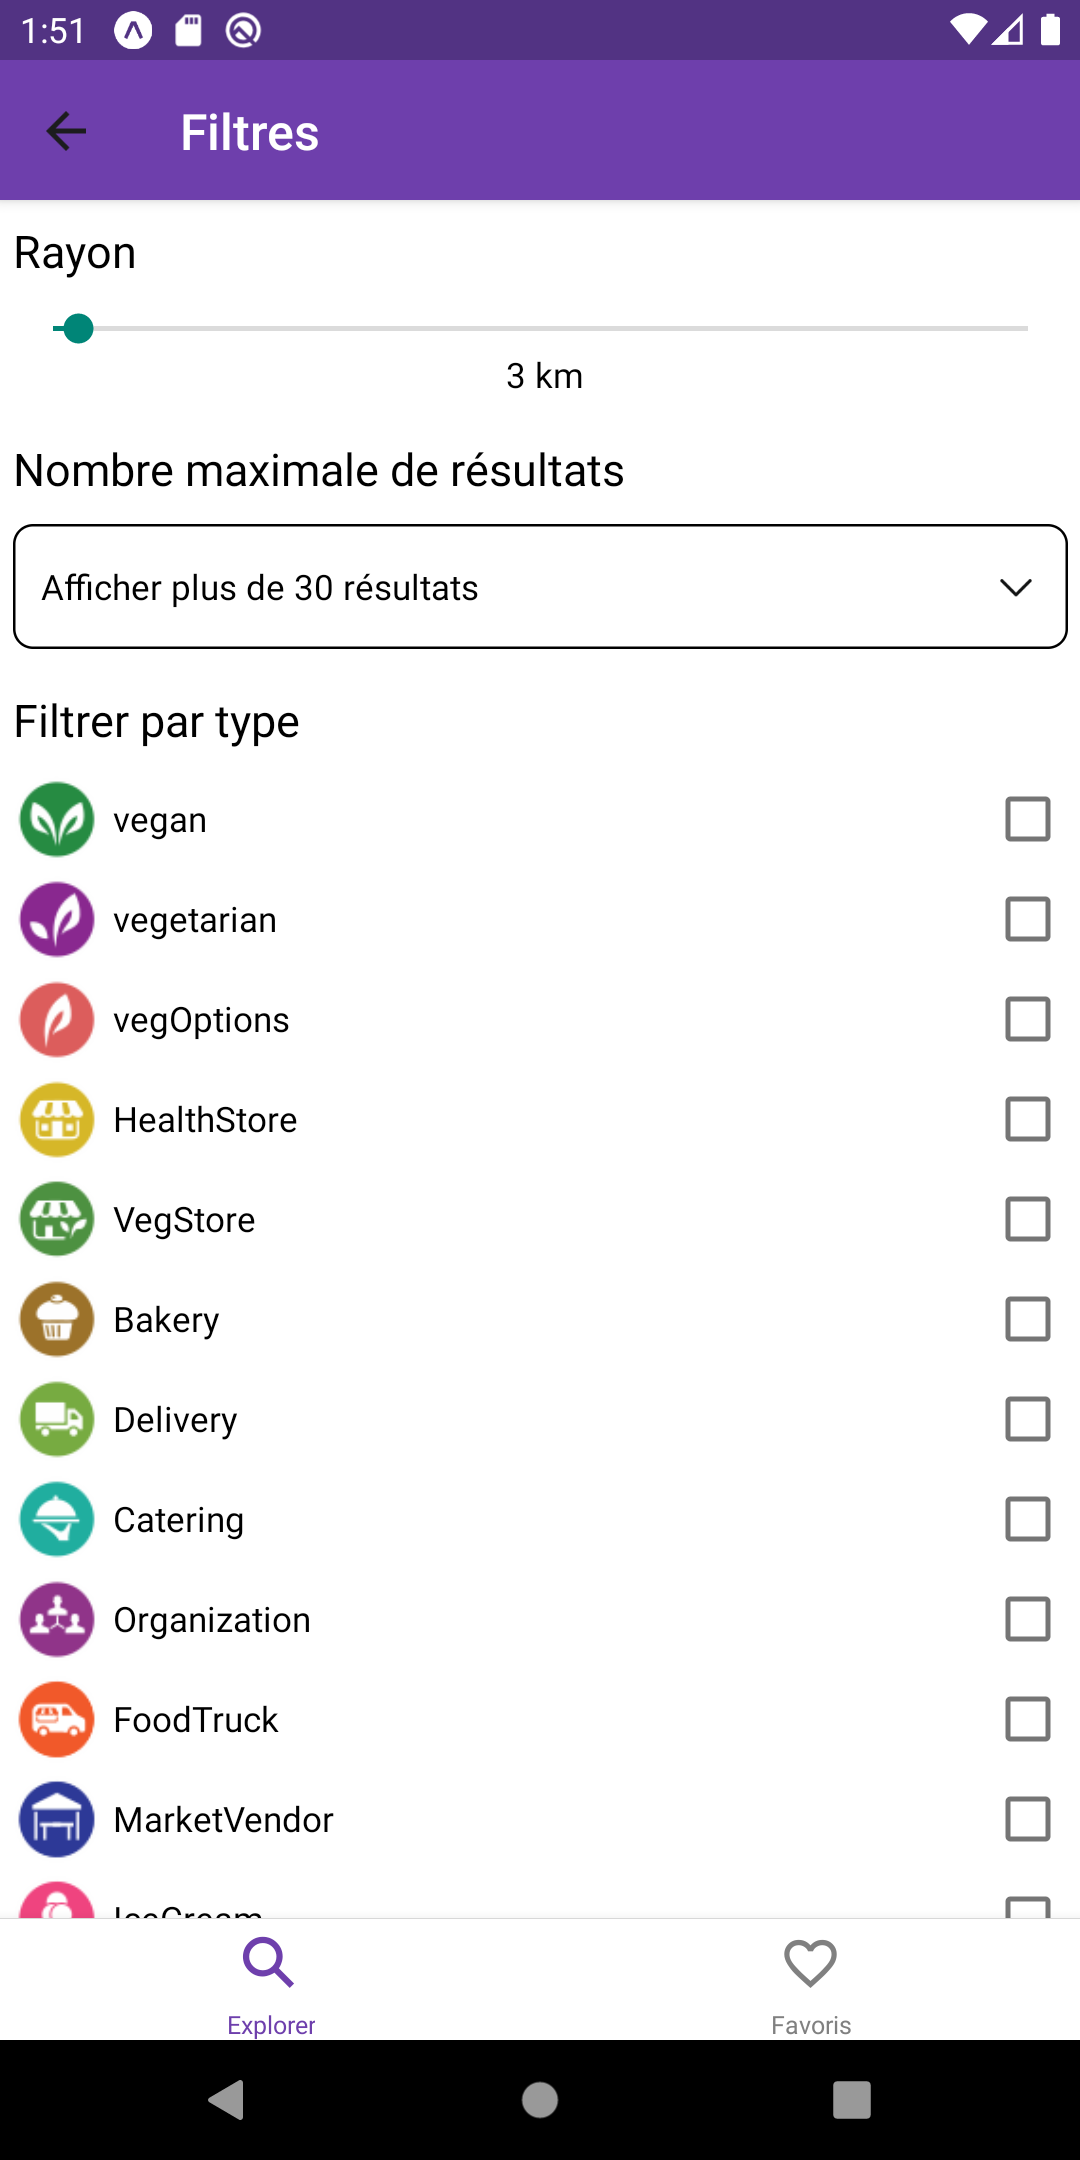 1:51
Filtres
Rayon
3 km
Nombre maximale de résultats
Afficher plus de 30 résultats
Filtrer par type
vegan
vegetarian
vegOptions
HealthStore
VegStore
Bakery
Delivery
Catering
Organization
FoodTruck
MarketVendor
IceCream
Explorer
Favoris